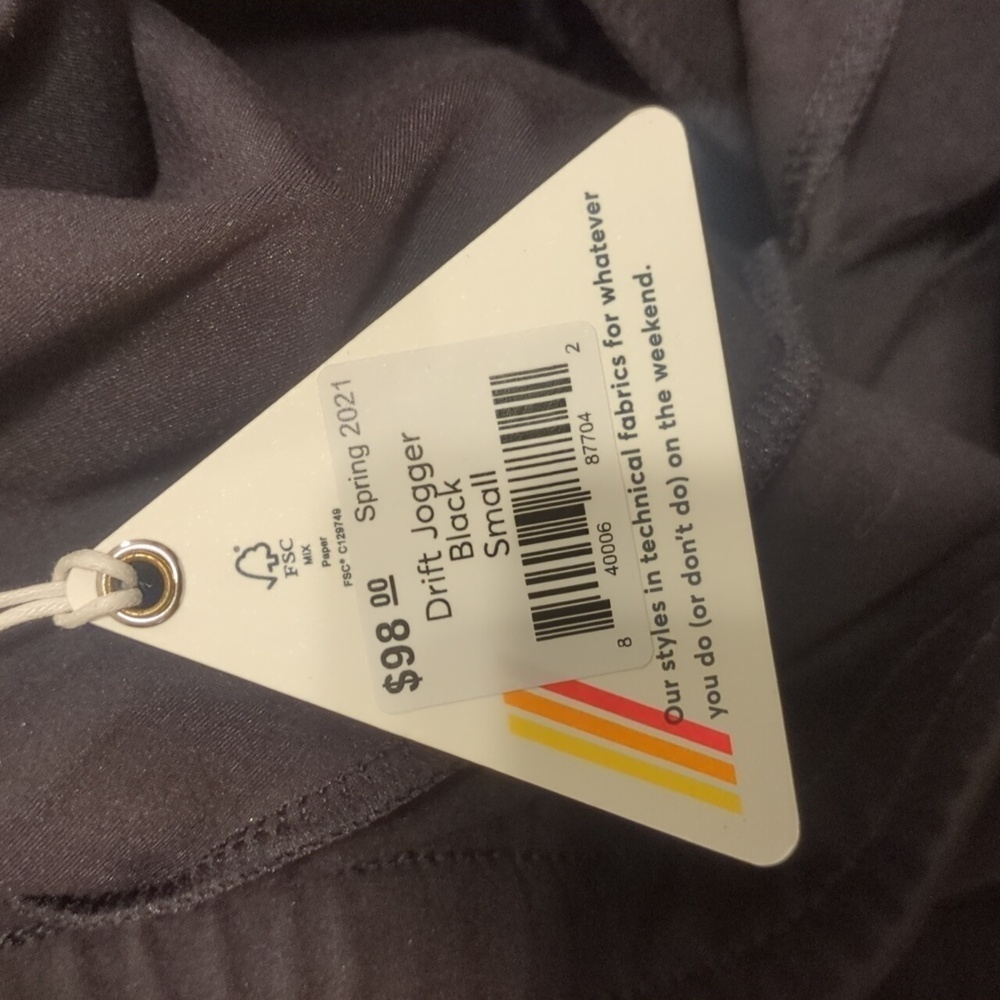 FSC®
MIX
Paper
FSC® C129749
$98 00 Spring 2021
Drift Jogger
Black
Small
8 40006 87704 2
Our styles in technical fabrics for whatever
you do (or don't do) on the weekend.